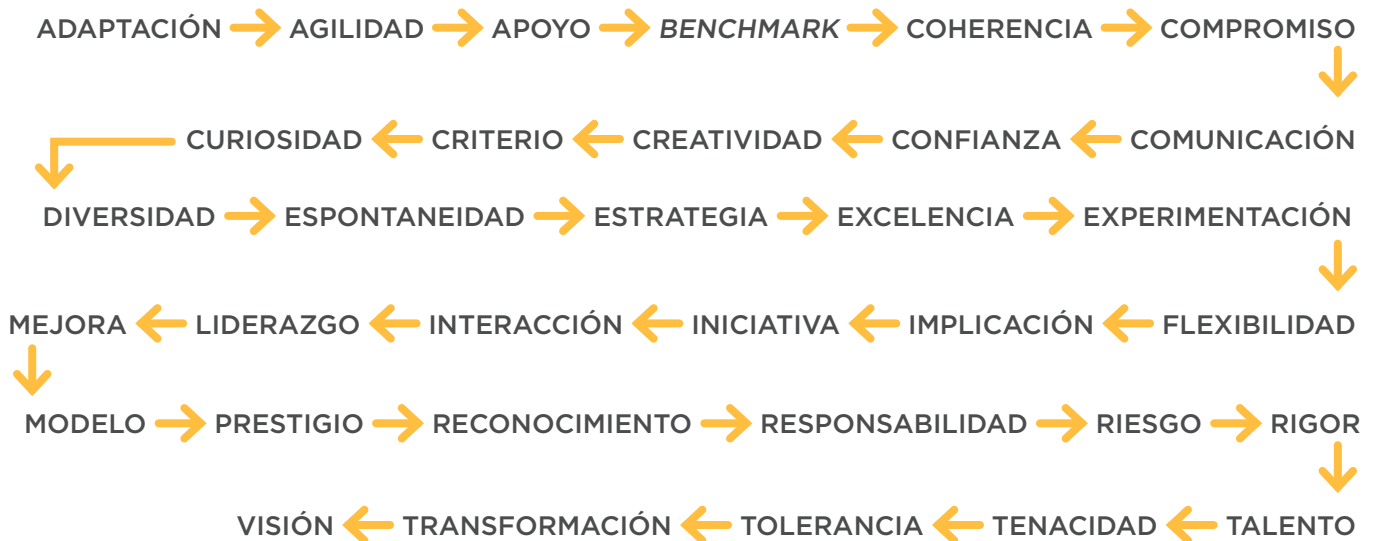 ADAPTACIÓN AGILIDAD APOYO BENCHMARK COHERENCIA COMPROMISO
CURIOSIDAD CRITERIO CREATIVIDAD CONFIANZA COMUNICACIÓN
DIVERSIDAD ESPONTANEIDAD ESTRATEGIA EXCELENCIA EXPERIMENTACIÓN
MEJORA LIDERAZGO INTERACCIÓN INICIATIVA IMPLICACIÓN FLEXIBILIDAD
MODELO PRESTIGIO RECONOCIMIENTO RESPONSABILIDAD RIESGO RIGOR
VISIÓN TRANSFORMACIÓN TOLERANCIA TENACIDAD TALENTO